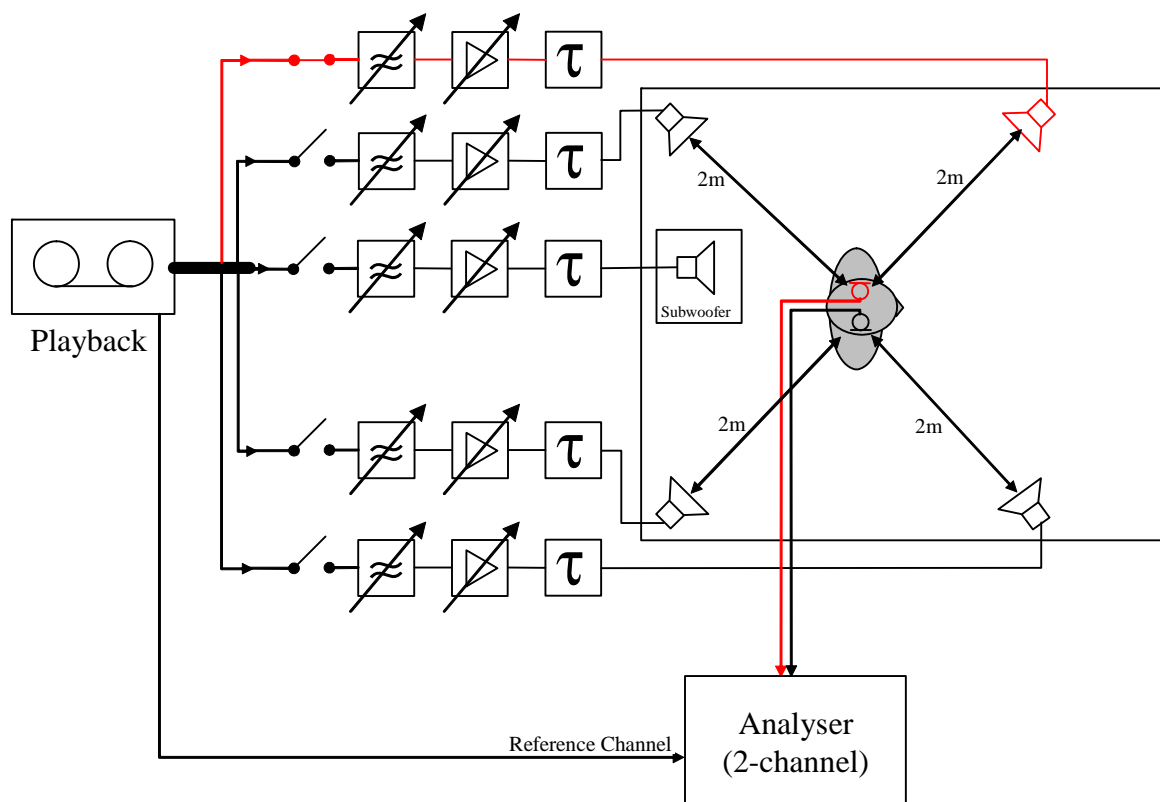 τ
2m
2m
τ
τ
Subwoofer
Playback
2m
2m
τ
τ
Reference Channel
Analyser
(2-channel)